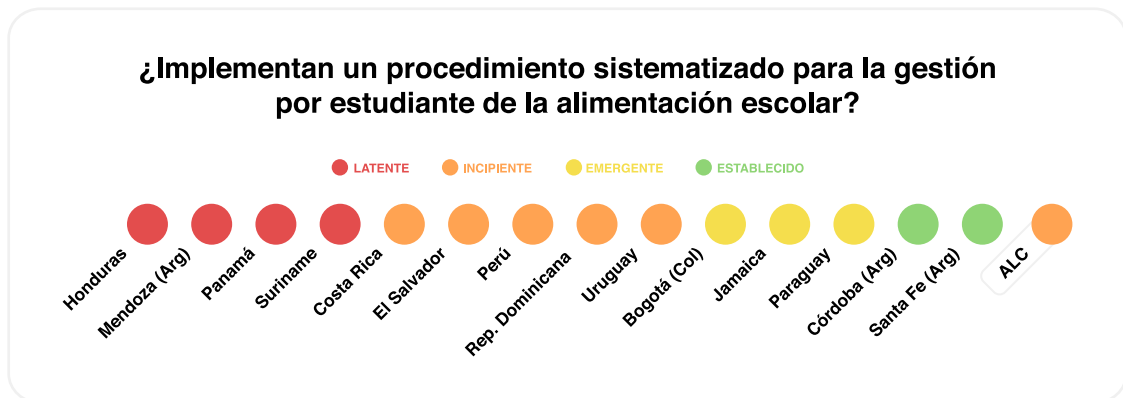 ¿Implementan un procedimiento sistematizado para la gestión
por estudiante de la alimentación escolar?
LATENTE
INCIPIENTE
EMERGENTE
ESTABLECIDO
Honduras
Mendoza (Arg)
Panamá
Suriname
Costa Rica
El Salvador
Perú
Rep. Dominicana
Uruguay
Bogotá (Col)
Jamaica
Paraguay
Córdoba (Arg)
Santa Fe (Arg)
ALC